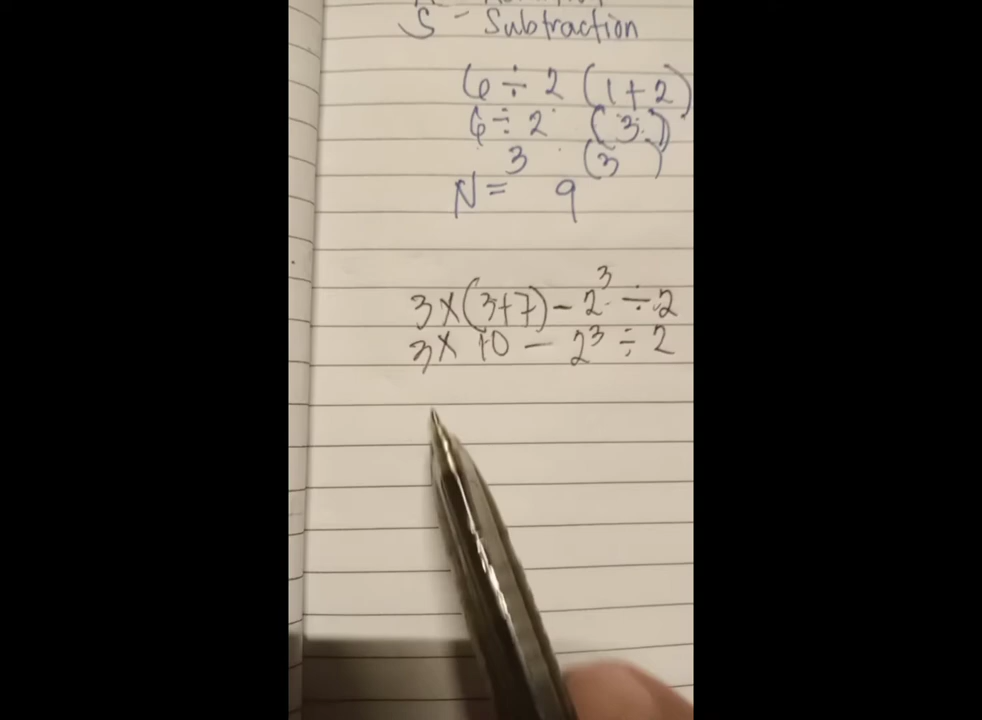 S - Subtraction
6 ÷ 2 (1+2)
6 ÷ 2 (3)
3 (3)
N = 9
3×(3+7)-2³÷2
3× 10 - 2³ ÷ 2